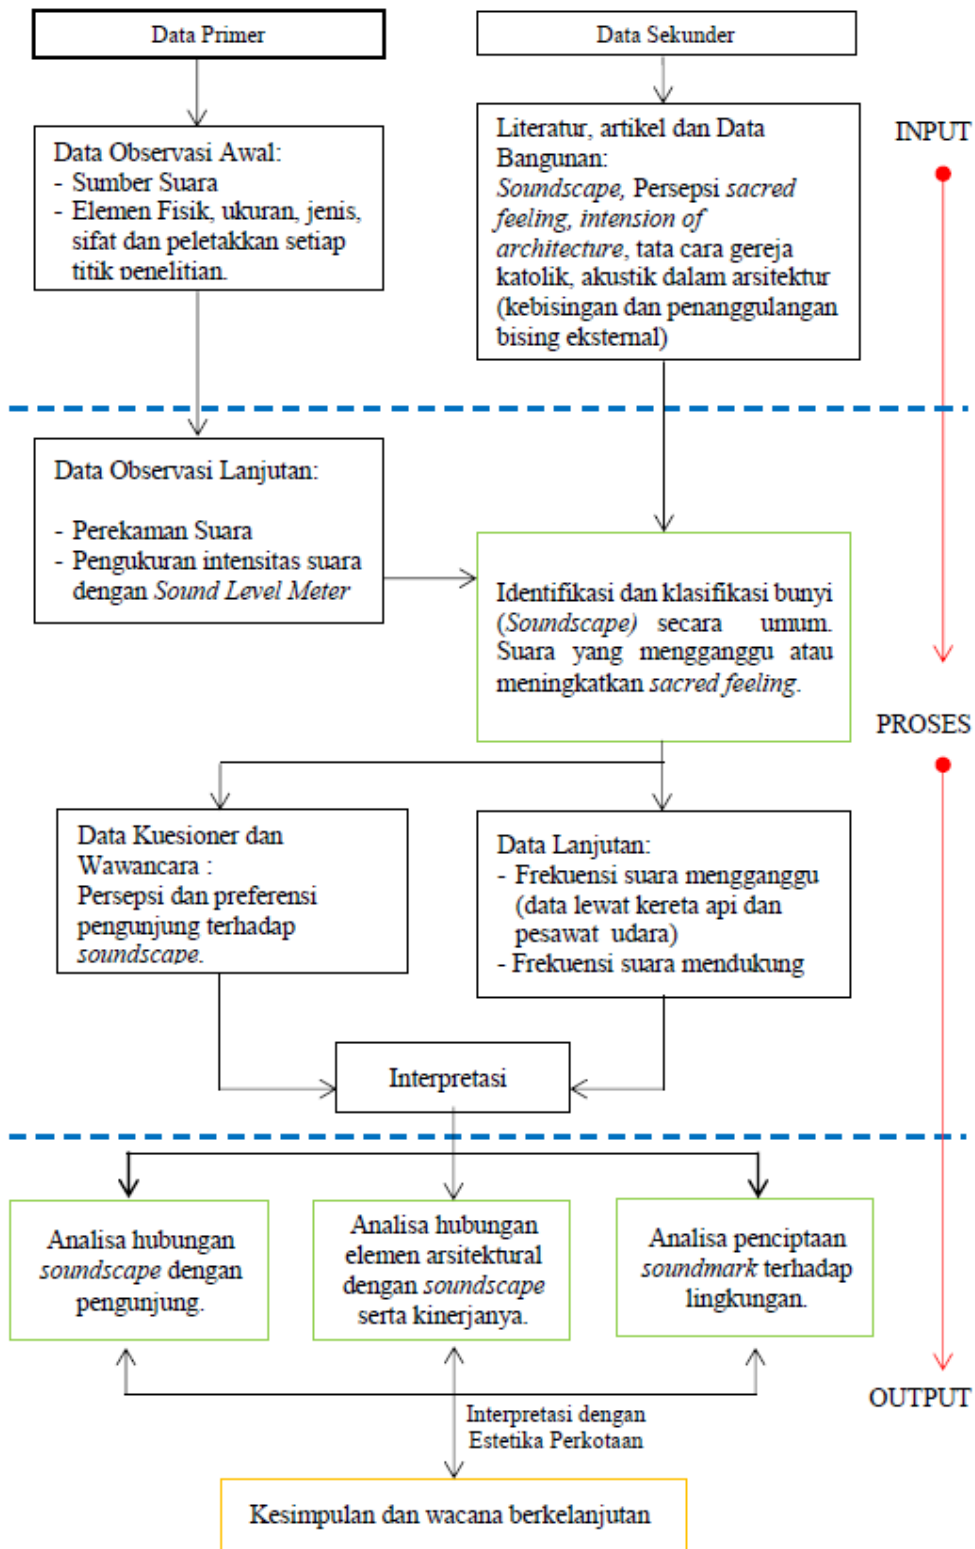 Data Primer
Data Sekunder
Data Observasi Awal:
- Sumber Suara
- Elemen Fisik, ukuran, jenis,
sifat dan peletakkan setiap
titik penelitian.
Literatur, artikel dan Data
Bangunan:
Soundscape, Persepsi sacred
feeling, intension of
architecture, tata cara gereja
katolik, akustik dalam arsitektur
(kebisingan dan penanggulangan
bising eksternal)
INPUT
Data Observasi Lanjutan:
- Perekaman Suara
- Pengukuran intensitas suara
dengan Sound Level Meter
Identifikasi dan klasifikasi bunyi
(Soundscape) secara umum.
Suara yang mengganggu atau
meningkatkan sacred feeling.
PROSES
Data Kuesioner dan
Wawancara :
Persepsi dan preferensi
pengunjung terhadap
soundscape.
Data Lanjutan:
- Frekuensi suara mengganggu
(data lewat kereta api dan
pesawat udara)
- Frekuensi suara mendukung
Interpretasi
Analisa hubungan
soundscape dengan
pengunjung.
Analisa hubungan
elemen arsitektural
dengan soundscape
serta kinerjanya.
Analisa penciptaan
soundmark terhadap
lingkungan.
OUTPUT
Interpretasi dengan
Estetika Perkotaan
Kesimpulan dan wacana berkelanjutan